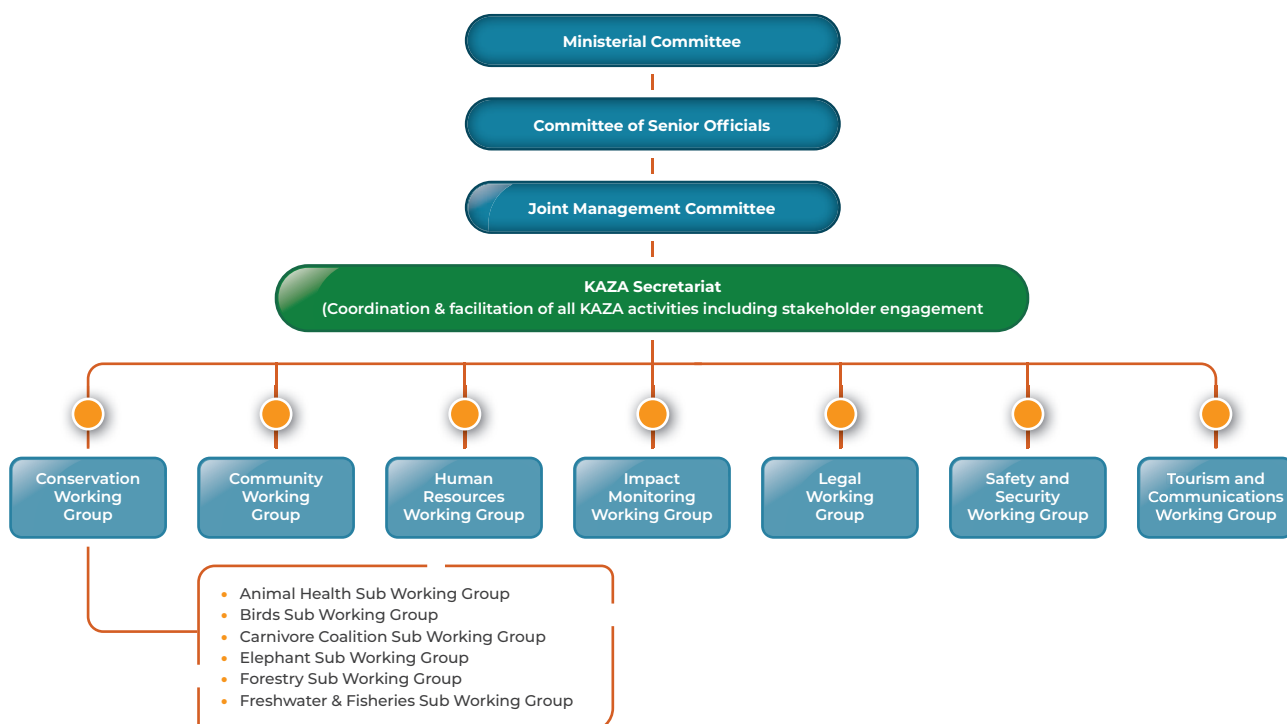 Ministerial Committee
Committee of Senior Officials
Joint Management Committee
KAZA Secretariat
(Coordination & facilitation of all KAZA activities including stakeholder engagement
Conservation
Working
Group
Community
Working
Group
Human
Resources
Working Group
Impact
Monitoring
Working Group
Legal
Working
Group
Safety and
Security
Working Group
Tourism and
Communications
Working Group
• Animal Health Sub Working Group
• Birds Sub Working Group
• Carnivore Coalition Sub Working Group
• Elephant Sub Working Group
• Forestry Sub Working Group
• Freshwater & Fisheries Sub Working Group